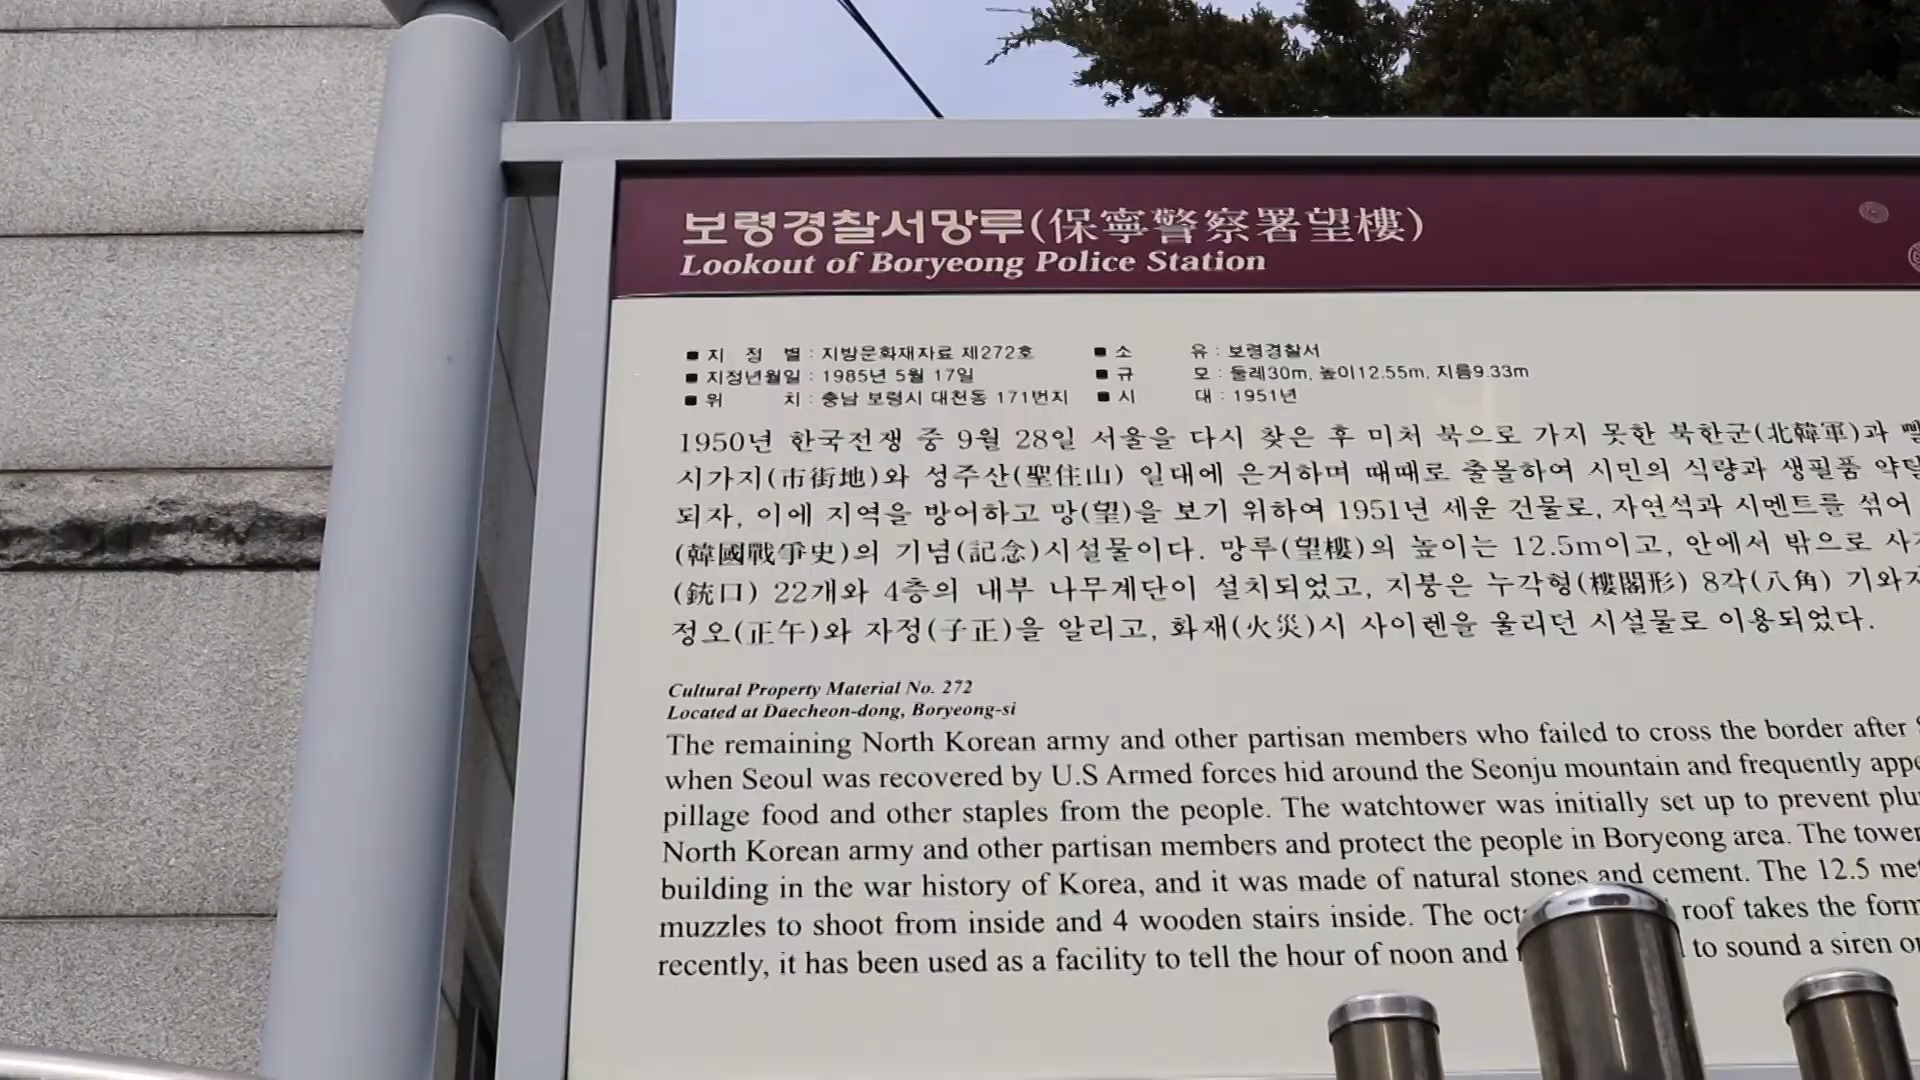 보령경찰서망루(保寧警察署望樓)
Lookout of Boryeong Police Station
■ 지 정 별 : 지방문화재자료 제272호 ■ 소 유 : 보령경찰서
■ 지정년월일 : 1985년 5월 17일 ■ 규 모 : 둘레30m, 높이12.55m, 지름9.33m
■ 위 치 : 충남 보령시 대천동 171번지 ■ 시 대 : 1951년
1950년 한국전쟁 중 9월 28일 서울을 다시 찾은 후 미처 북으로 가지 못한 북한군(北韓軍)과
시가지(市街地)와 성주산(聖住山) 일대에 은거하며 때때로 출몰하여 시민의 식량과 생필품
되자, 이에 지역을 방어하고 망(望)을 보기 위하여 1951년 세운 건물로, 자연석과 시멘트를 섞어
(韓國戰爭史)의 기념(記念)시설물이다. 망루(望樓)의 높이는 12.5m이고, 안에서 밖으로
(銃口) 22개와 4층의 내부 나무계단이 설치되었고, 지붕은 누각형(樓閣形) 8각(八角)
정오(正午)와 자정(子正)을 알리고, 화재(火災)시 사이렌을 울리던 시설물로 이용되었다.
Cultural Property Material No. 272
Located at Daecheon-dong, Boryeong-si
The remaining North Korean army and other partisan members who failed to cross the border after
when Seoul was recovered by U.S Armed forces hid around the Seonju mountain and frequently
pillage food and other staples from the people. The watchtower was initially set up to prevent
North Korean army and other partisan members and protect the people in Boryeong area. The tower
building in the war history of Korea, and it was made of natural stones and cement. The 12.5
muzzles to shoot from inside and 4 wooden stairs inside. The roof takes the form
recently, it has been used as a facility to tell the hour of noon and to sound a siren